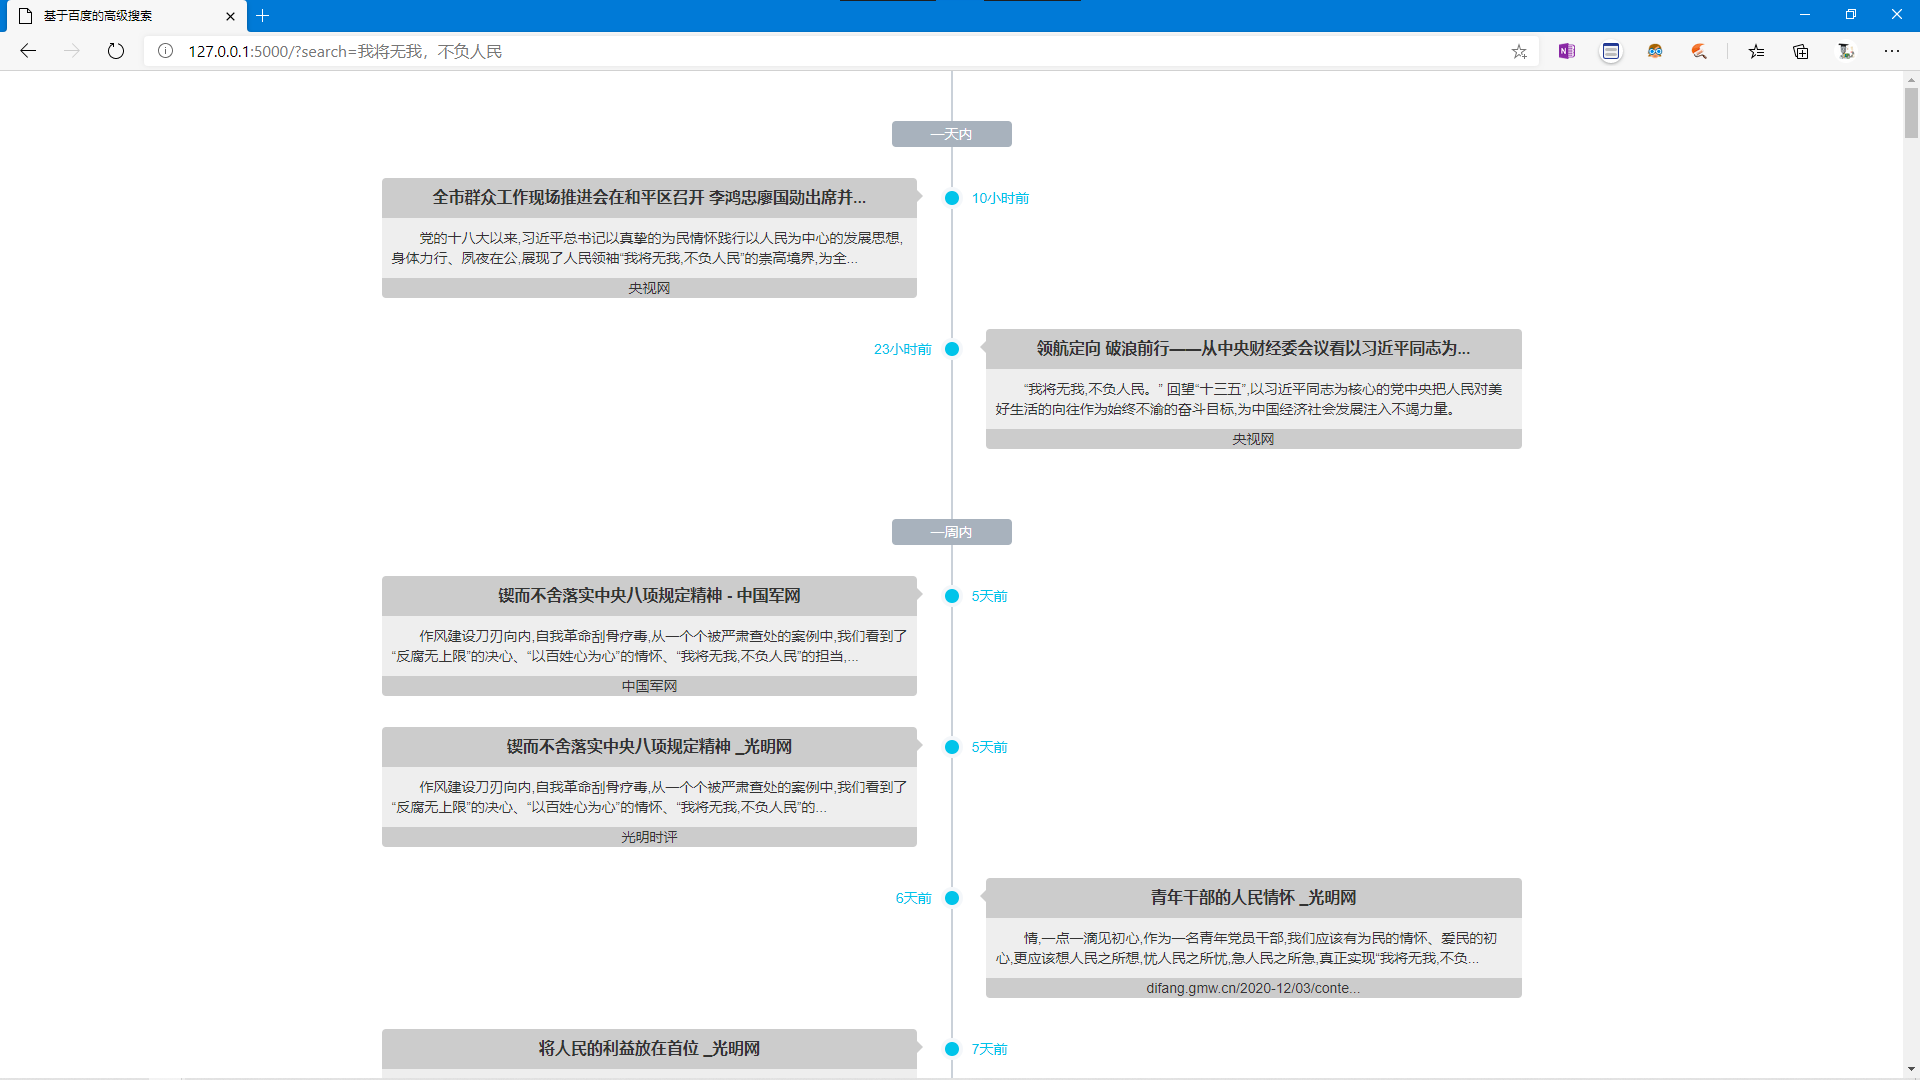 基于百度的高级搜索
127.0.0.1:5000/?search=我将无我，不负人民
一天内
全市群众工作现场推进会在和平区召开 李鸿忠廖国勋出席并...
10小时前
党的十八大以来,习近平总书记以真挚的为民情怀践行以人民为中心的发展思想,
身体力行、夙夜在公,展现了人民领袖“我将无我,不负人民”的崇高境界,为全...
央视网
23小时前
领航定向 破浪前行——从中央财经委会议看以习近平同志为...
“我将无我,不负人民。” 回望“十三五”,以习近平同志为核心的党中央把人民对美
好生活的向往作为始终不渝的奋斗目标,为中国经济社会发展注入不竭力量。
央视网
一周内
锲而不舍落实中央八项规定精神 - 中国军网
5天前
作风建设刀刃向内,自我革命刮骨疗毒,从一个个被严肃查处的案例中,我们看到了
“反腐无上限”的决心、“以百姓心为心”的情怀、“我将无我,不负人民”的担当,...
中国军网
锲而不舍落实中央八项规定精神 _光明网
5天前
作风建设刀刃向内,自我革命刮骨疗毒,从一个个被严肃查处的案例中,我们看到了
“反腐无上限”的决心、“以百姓心为心”的情怀、“我将无我,不负人民”的...
光明时评
6天前
青年干部的人民情怀 _光明网
情,一点一滴见初心,作为一名青年党员干部,我们应该有为民的情怀、爱民的初
心,更应该想人民之所想,忧人民之所忧,急人民之所急,真正实现“我将无我,不负...
difang.gmw.cn/2020-12/03/conte...
将人民的利益放在首位 _光明网
7天前